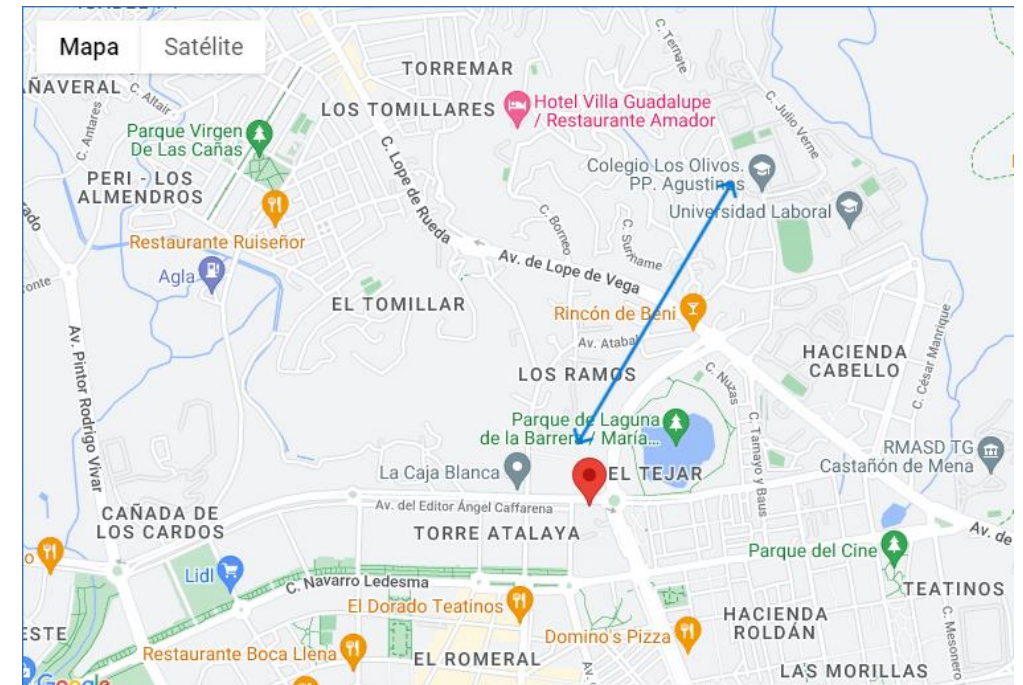 Mapa
Satélite
C. Ternate
TORREMAR
ÑAVERAL
C. Altair
C. Antares
LOS TOMILLARES
Hotel Villa Guadalupe
/ Restaurante Amador
C. Julio Verne
Parque Virgen
De Las Cañas
C. Lope de Rueda
Colegio Los Olivos.
PP. Agustinos
PERI - LOS
ALMENDROS
Universidad Laboral
C. Borneo
C. Suriname
Restaurante Ruiseñor
Av. de Lope de Vega
Agla
EL TOMILLAR
Rincón de Beni
Av. Atabal
C. César Manrique
HACIENDA
CABELLO
Av. Pintor Rodrigo Vivar
LOS RAMOS
C. Nuzas
Parque de Laguna
de la Barrera / María...
C. Tamayo y Baus
RMASD TG
Castañón de Mena
La Caja Blanca
EL TEJAR
Av. del Editor Ángel Caffarena
CAÑADA DE
LOS CARDOS
TORRE ATALAYA
Av. de
Parque del Cine
Lidl
C. Navarro Ledesma
TEATINOS
El Dorado Teatinos
HACIENDA
ROLDÁN
C. Mesonero
ESTE
Domino's Pizza
Restaurante Boca Llena
EL ROMERAL
Av.
LAS MORILLAS
Google